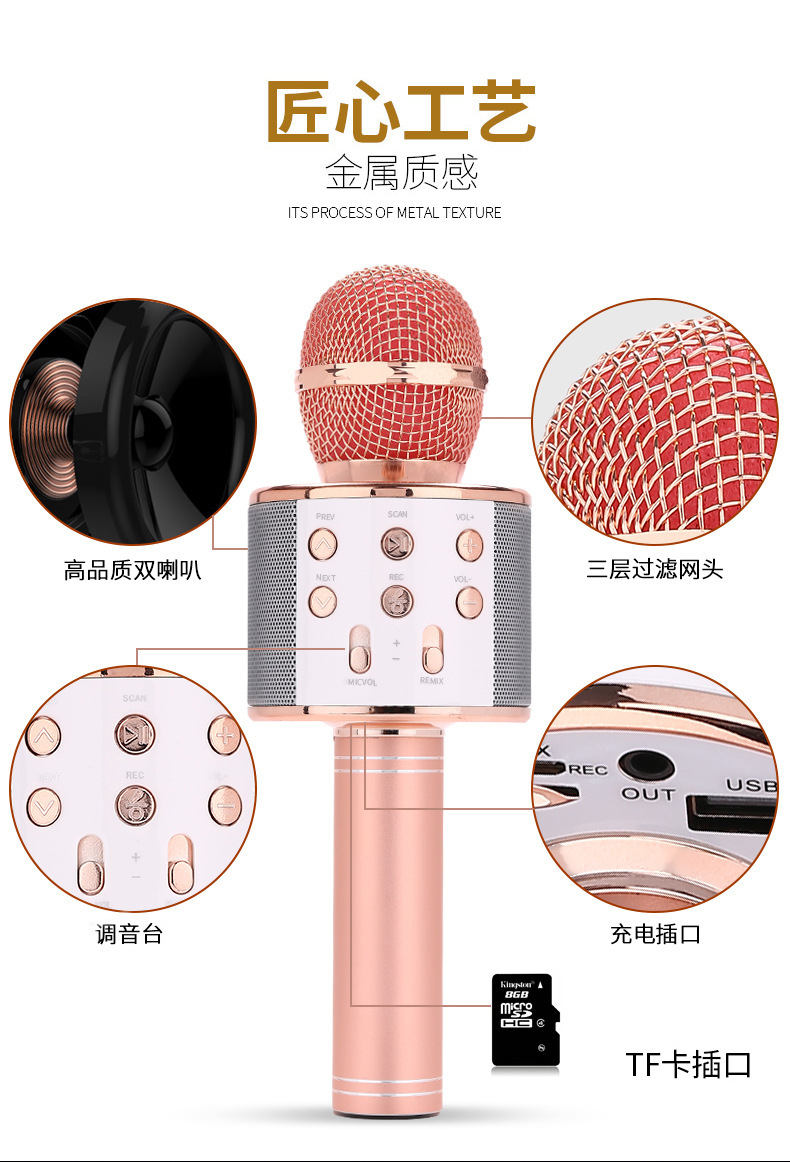 匠心工艺
金属质感
ITS PROCESS OF METAL TEXTURE
PREV
SCAN
VOL+
NEXT
REC
VOL-
+
−
MICVOL
REMIX
高品质双喇叭
三层过滤网头
SCAN
REC
+
−
调音台
X
REC
OUT
USB
充电插口
Kingston
8GB
micro
SD
HC
TF卡插口